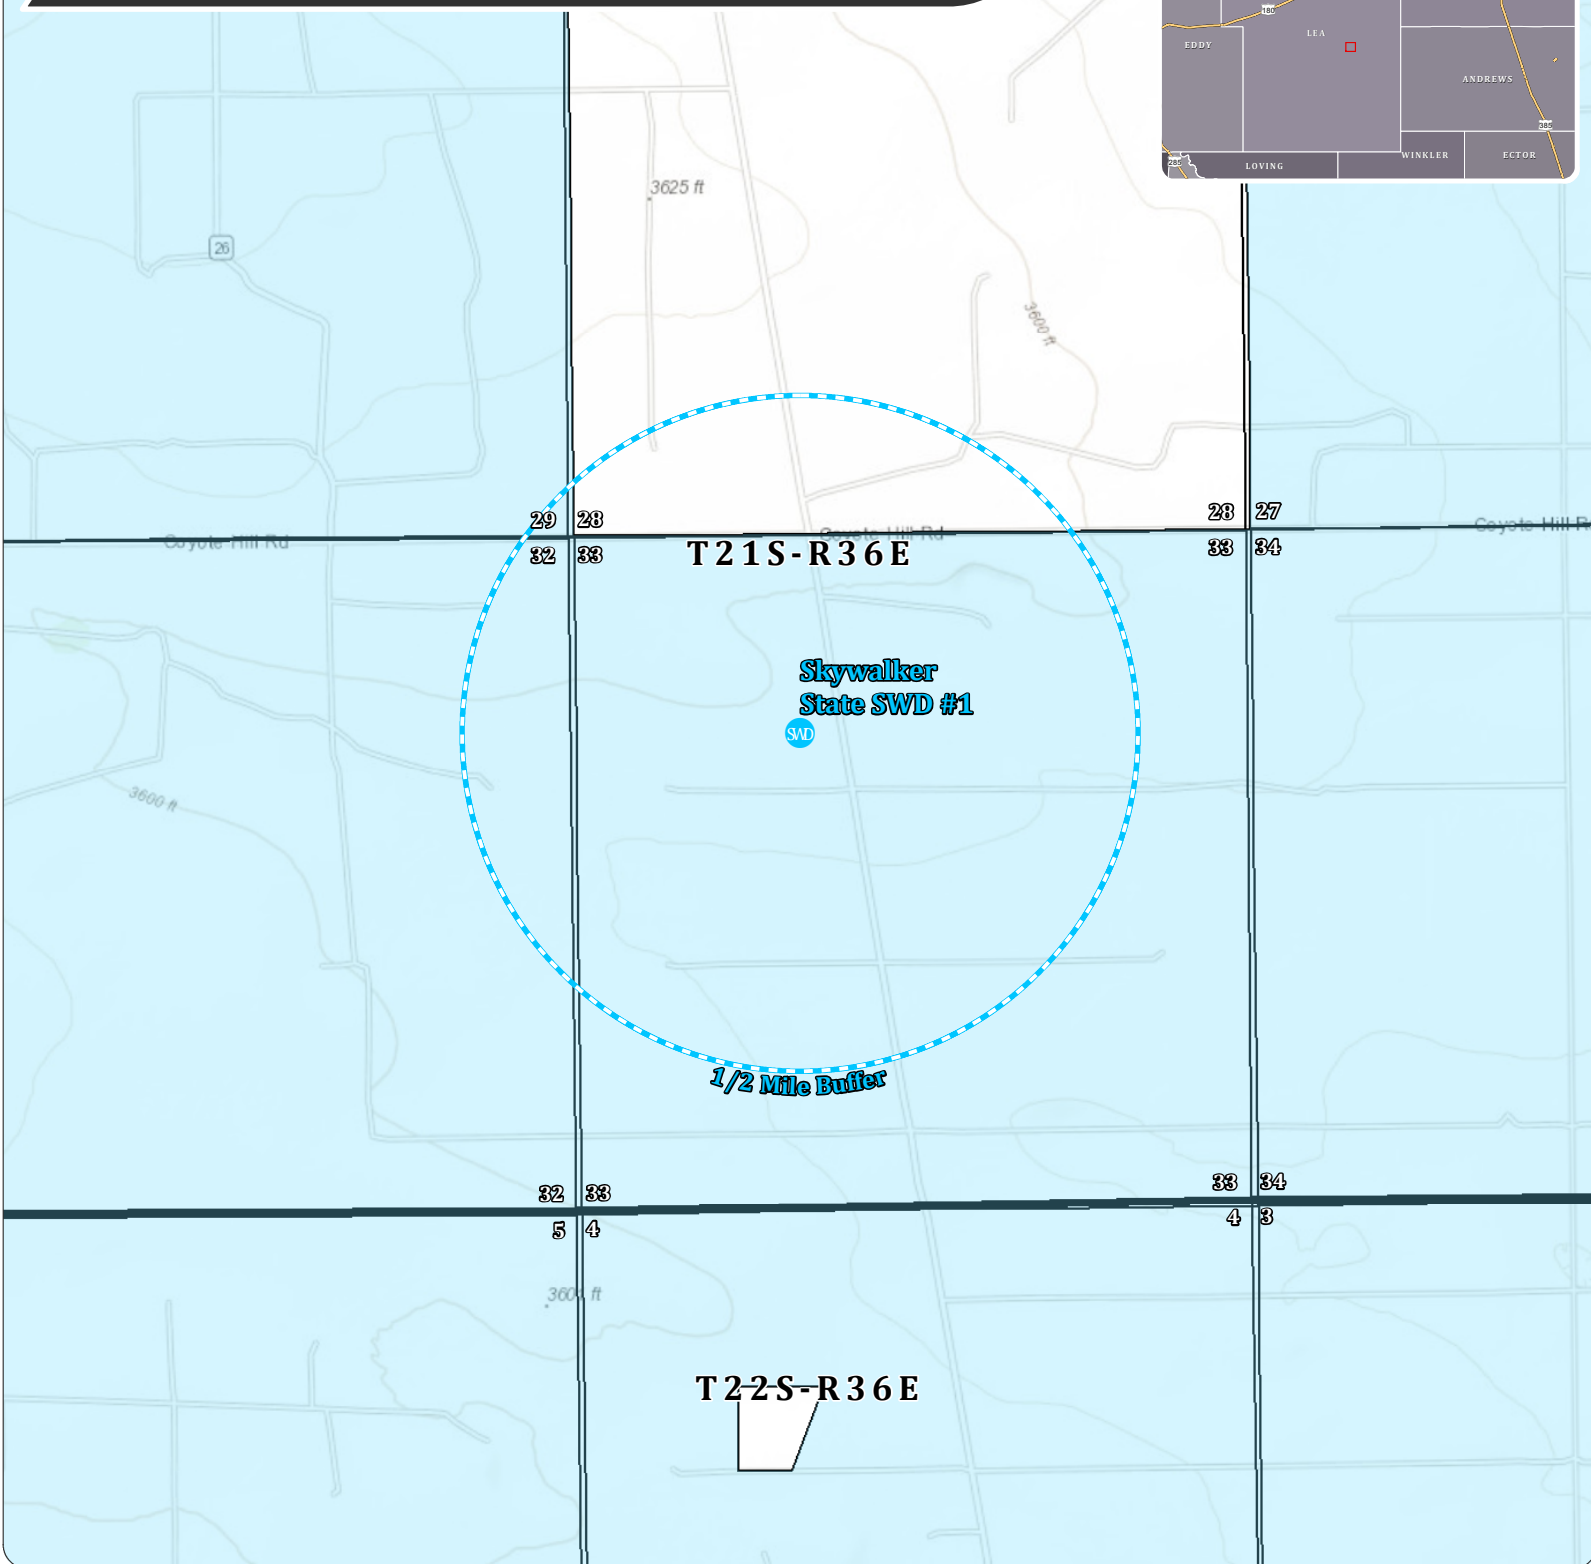 180
EDDY
LEA
ANDREWS
385
285
LOVING
WINKLER
ECTOR
3625 ft
26
3600 ft
29 28
28 27
Coyote Hill Rd
Coyote Hill Rd
Coyote Hill R
32 33
33 34
T21S-R36E
Skywalker
State SWD #1
SWD
3600 ft
1/2 Mile Buffer
32 33
33 34
5 4
4 3
3601 ft
T22S-R36E